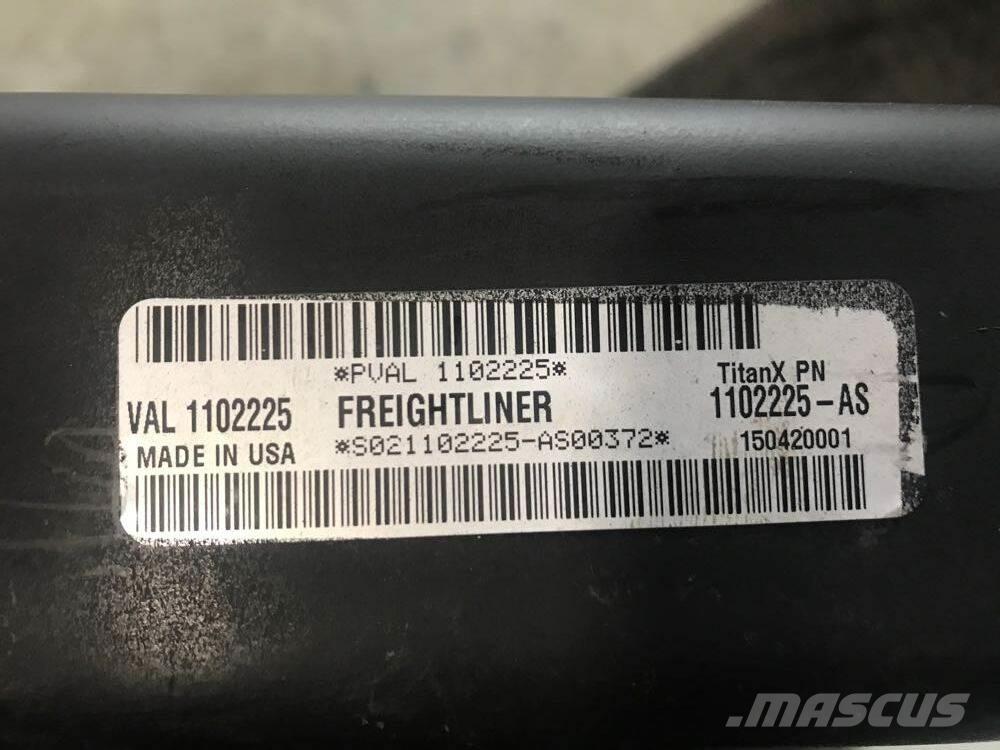 *PVAL 1102225*
TitanX PN
VAL 1102225 FREIGHTLINER 1102225-AS
MADE IN USA *S021102225-AS00372* 150420001
.MASCUS